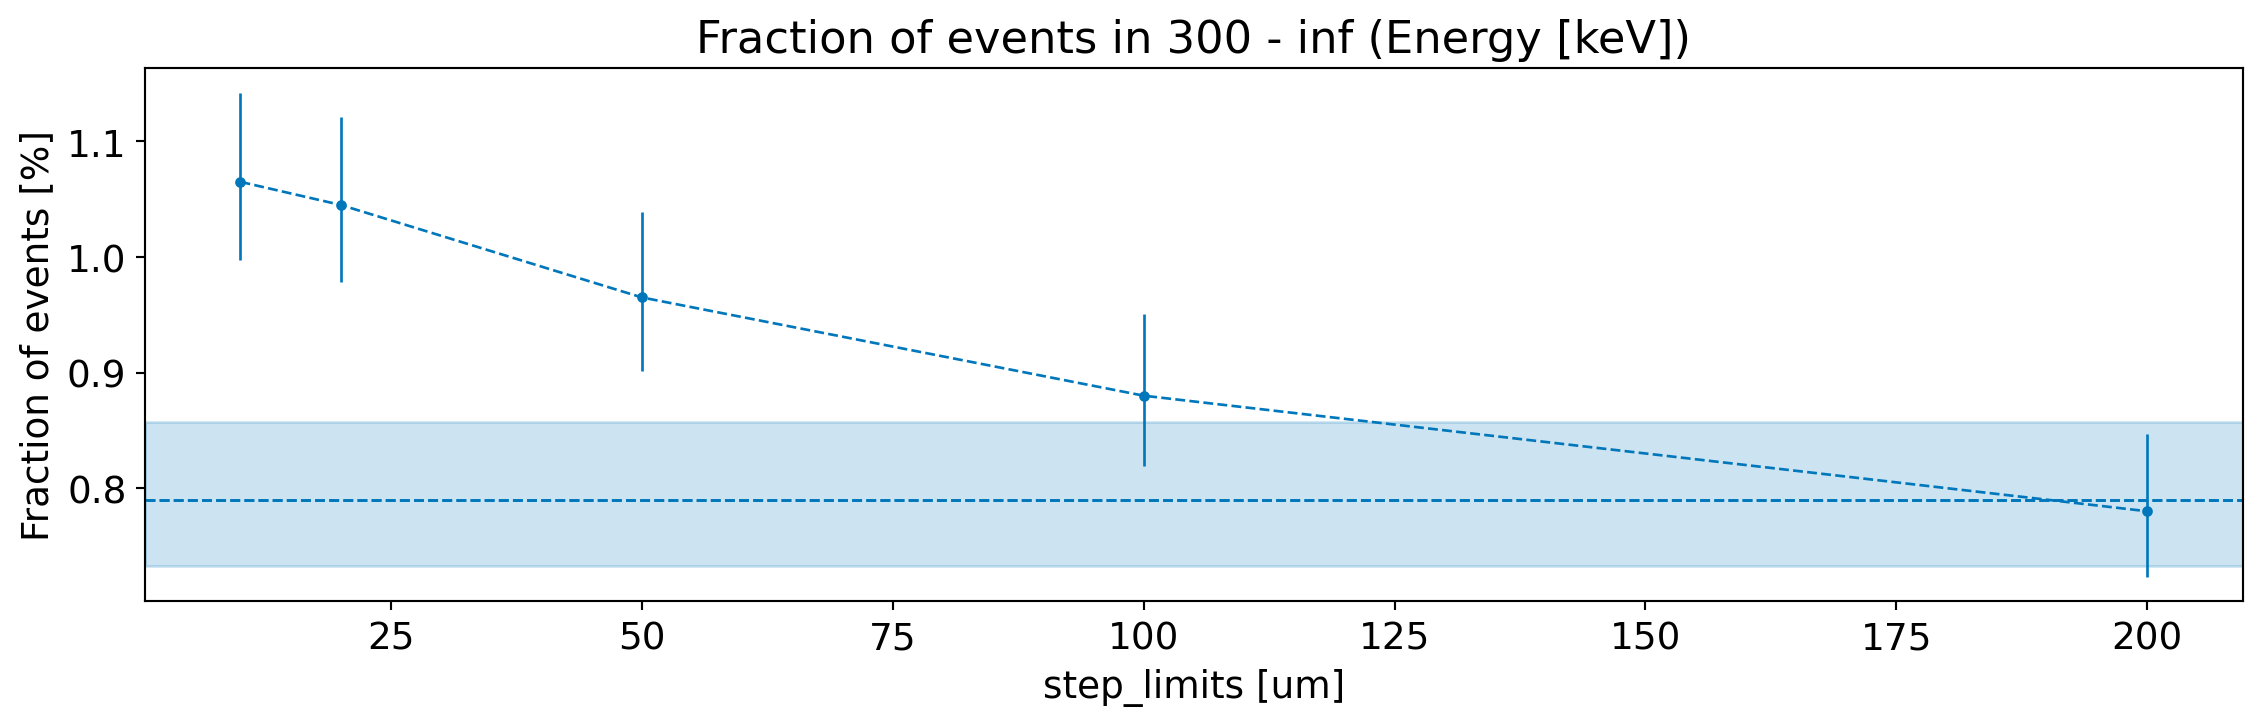 Fraction of events in 300 - inf (Energy [keV])
Fraction of events [%]
1.1
1.0
0.9
0.8
25 50 75 100 125 150 175 200
step_limits [um]